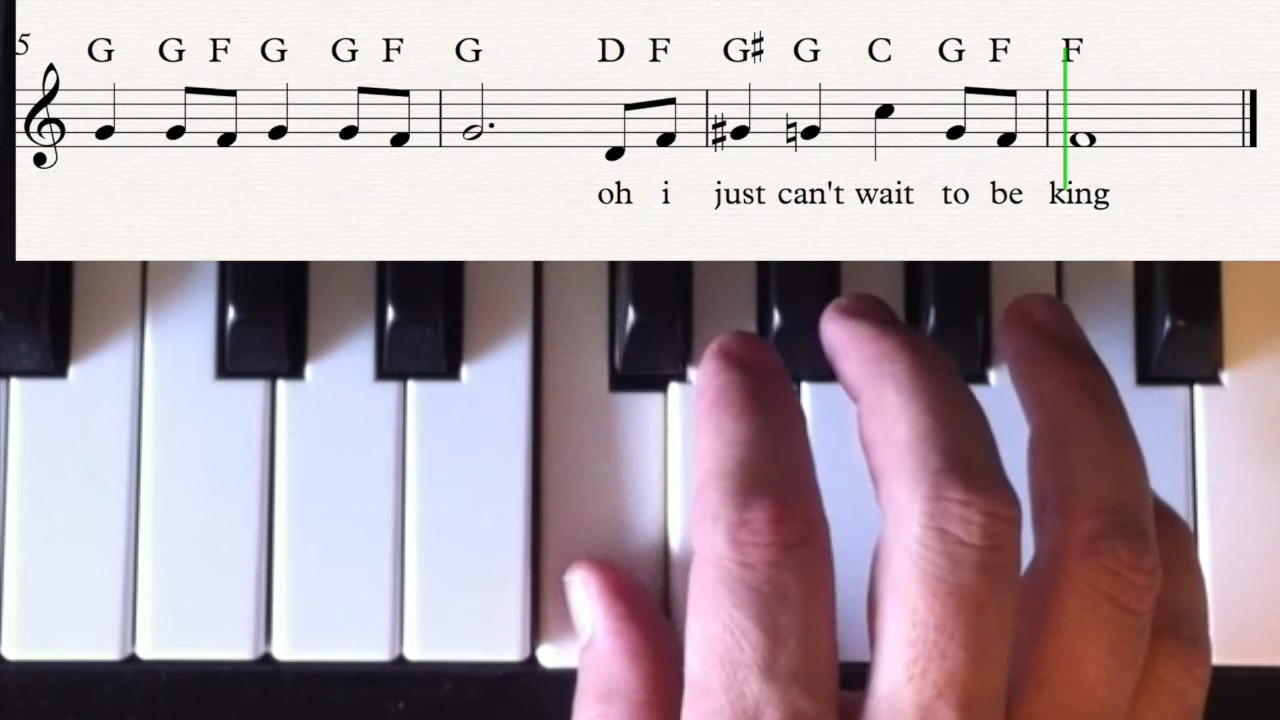 5
G G F G G F G D F G♯ G C G F F
oh i just can't wait to be king